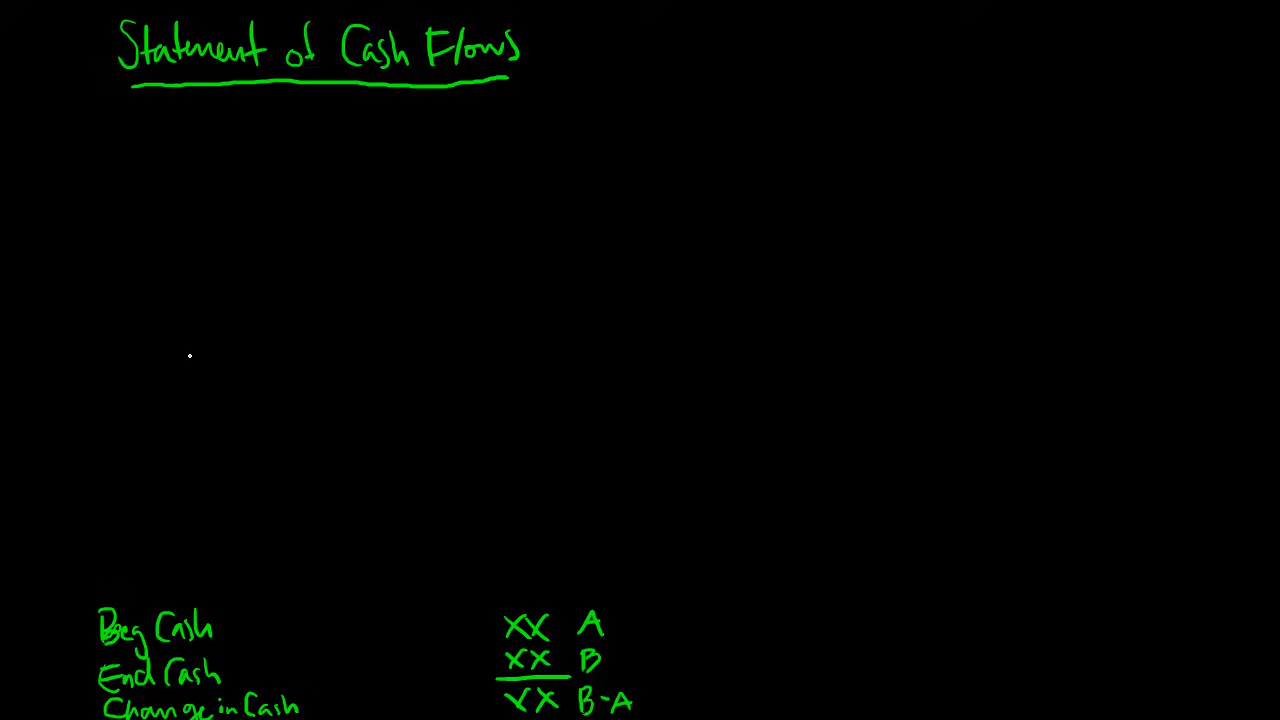 Statement of Cash Flows
Beg Cash XX A
End Cash XX B
Change in Cash XX B-A